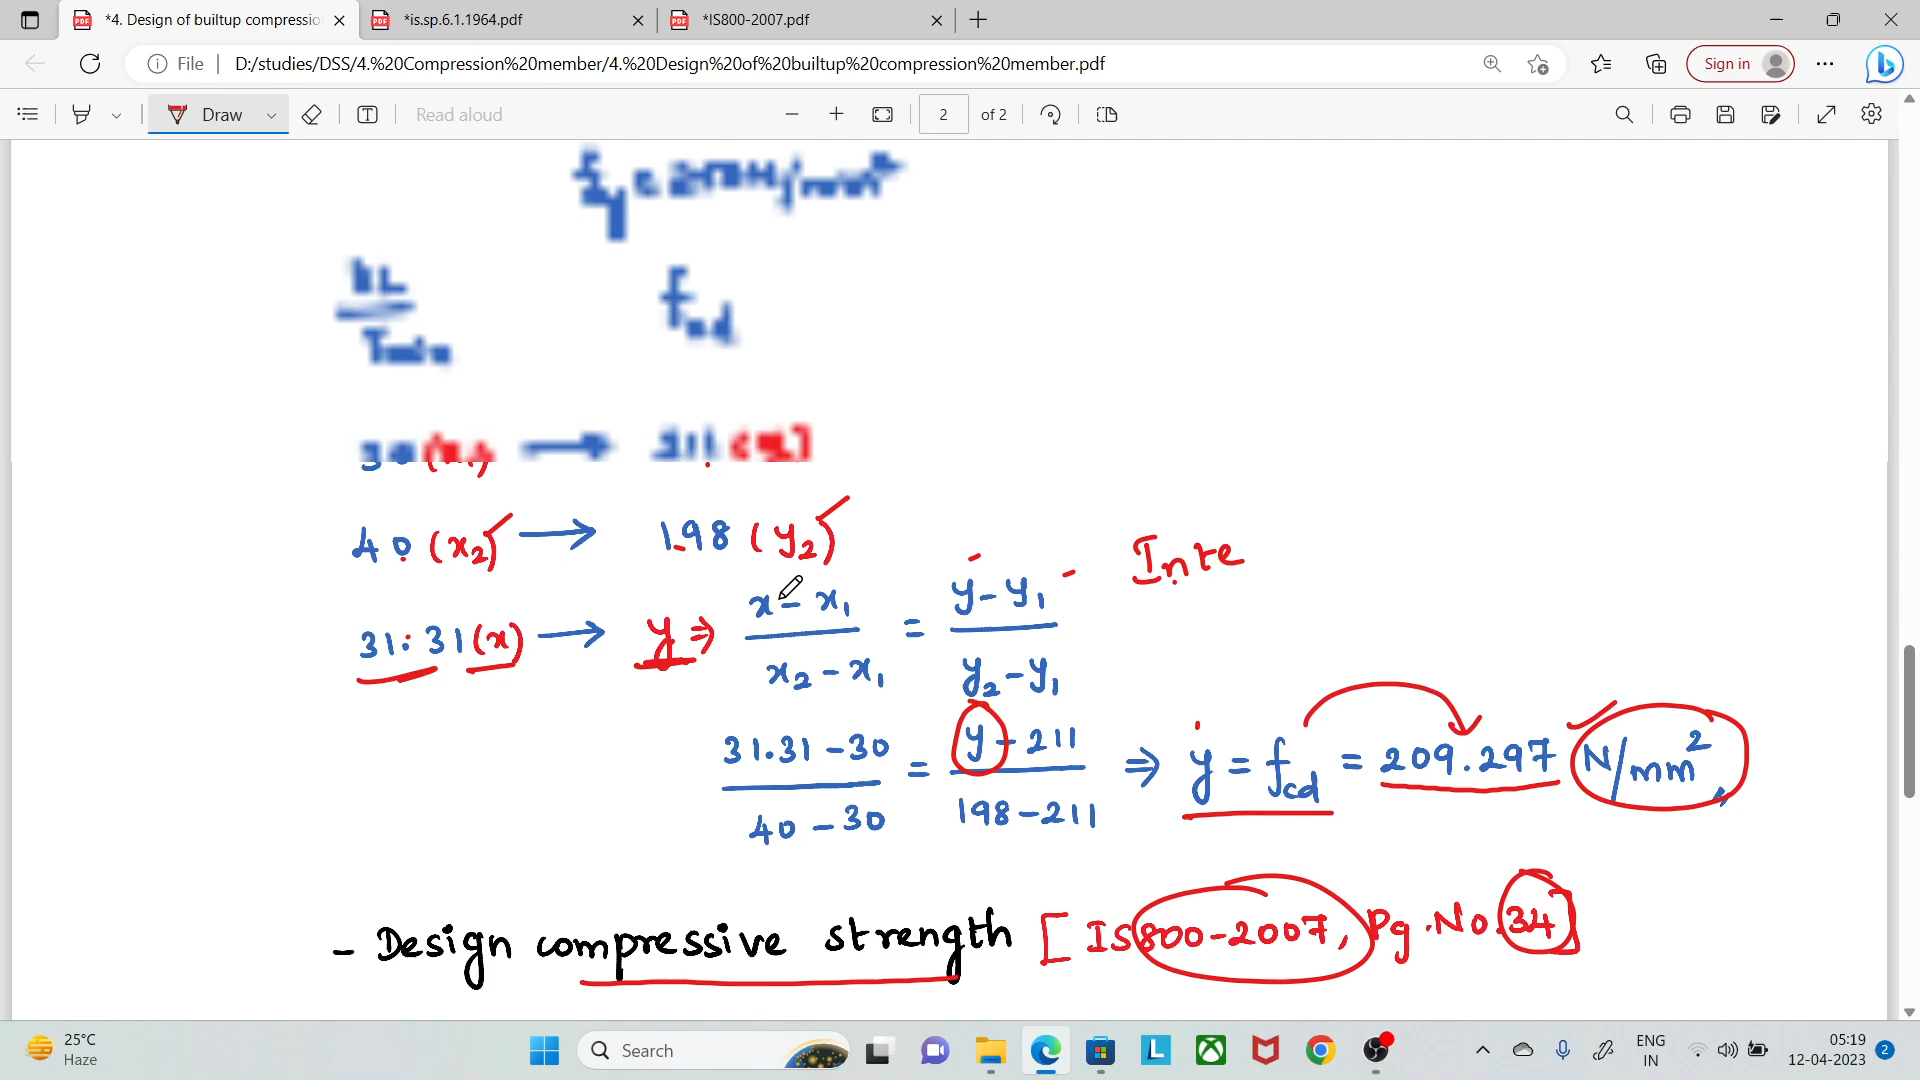 *4. Design of builtup compressio
*is.sp.6.1.1964.pdf
*IS800-2007.pdf
File
D:/studies/DSS/4.%20Compression%20member/4.%20Design%20of%20builtup%20compression%20member.pdf
Sign in
Draw
Read aloud
2
of 2
40 (x2) → 198 (y2)
Inte
31.31 (x) → y ⇒ x - x1 / x2 - x1 = y - y1 / y2 - y1
31.31 - 30 / 40 - 30 = y - 211 / 198 - 211 ⇒ y = fcd = 209.297 N/mm2,
- Design compressive strength [IS800-2007, Pg.No.34]
25°C
Haze
Search
ENG
IN
05:19
12-04-2023
2